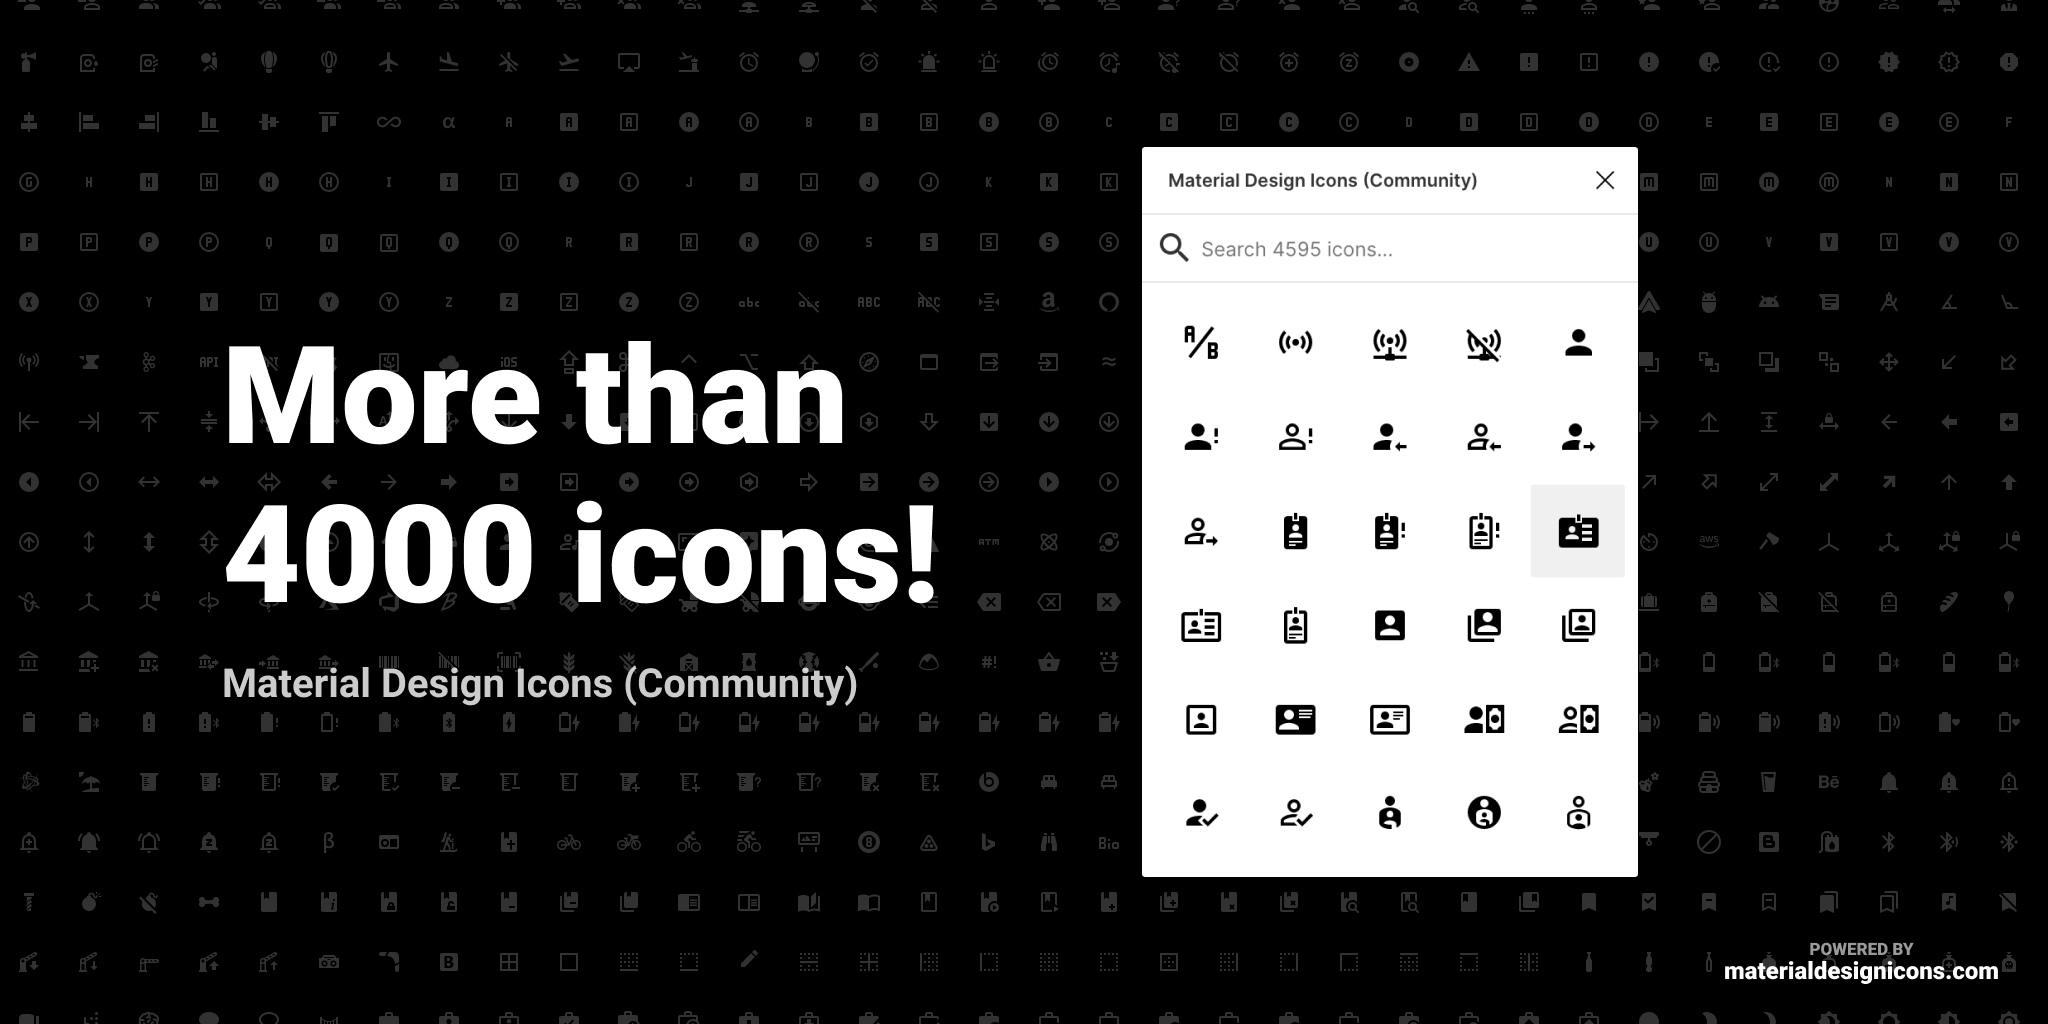 More than
4000 icons!
Material Design Icons (Community)
Material Design Icons (Community)
Search 4595 icons...
A/B
POWERED BY
materialdesignicons.com